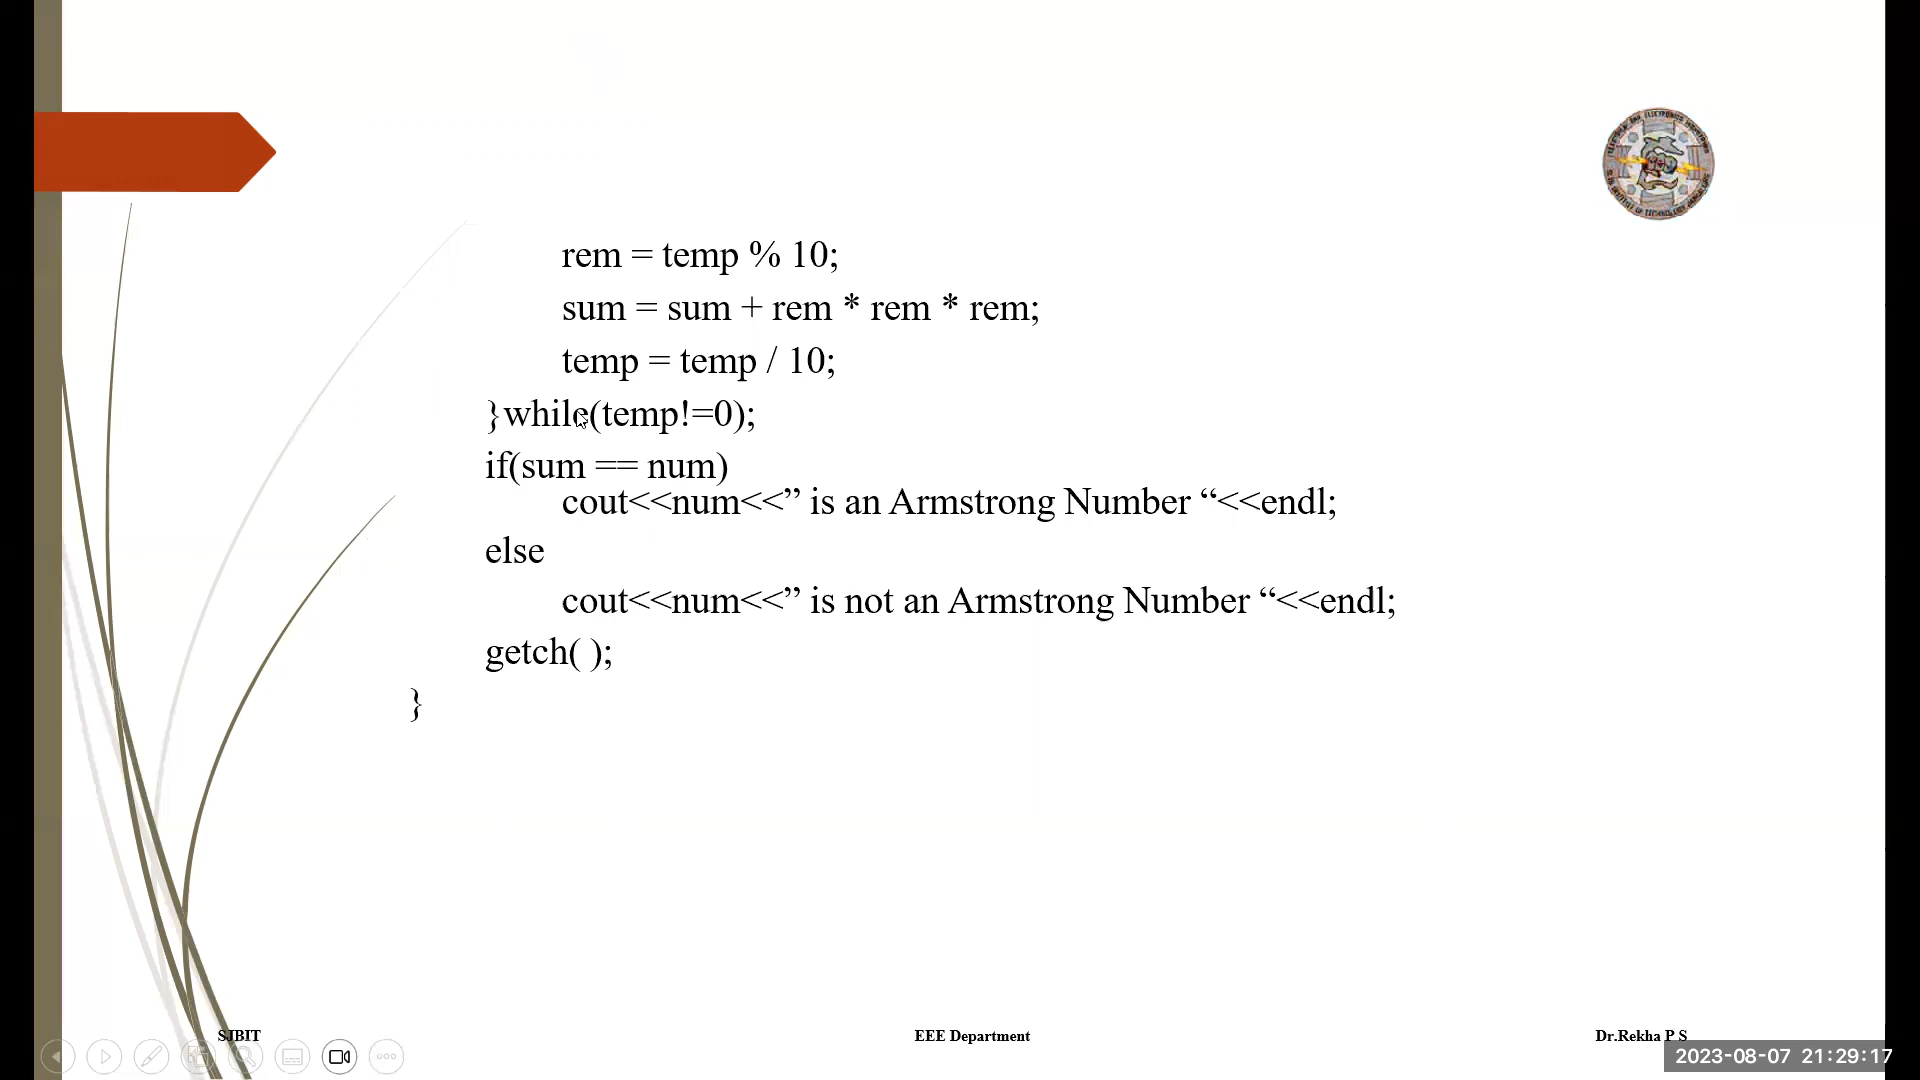 rem = temp % 10;
sum = sum + rem * rem * rem;
temp = temp / 10;
}while(temp!=0);
if(sum == num)
cout<<num<<” is an Armstrong Number “<<endl;
else
cout<<num<<” is not an Armstrong Number “<<endl;
getch( );
}
SJBIT
EEE Department
Dr.Rekha P S
2023-08-07 21:29:17